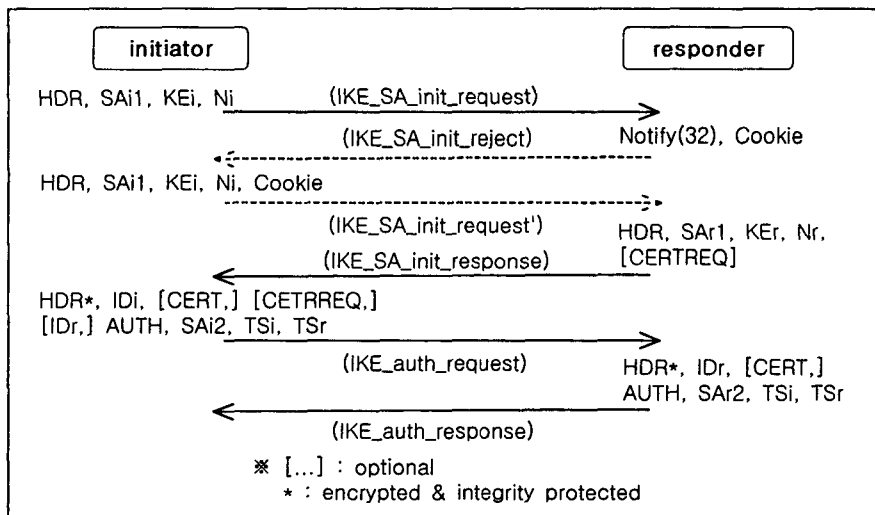 initiator
responder
HDR, SAi1, KEi, Ni
(IKE_SA_init_request)
(IKE_SA_init_reject)
Notify(32), Cookie
HDR, SAi1, KEi, Ni, Cookie
(IKE_SA_init_request')
HDR, SAr1, KEr, Nr,
[CERTREQ]
(IKE_SA_init_response)
HDR*, IDi, [CERT,] [CETRREQ,]
[IDr,] AUTH, SAi2, TSi, TSr
(IKE_auth_request)
HDR*, IDr, [CERT,]
AUTH, SAr2, TSi, TSr
(IKE_auth_response)
※ [...] : optional
* : encrypted & integrity protected